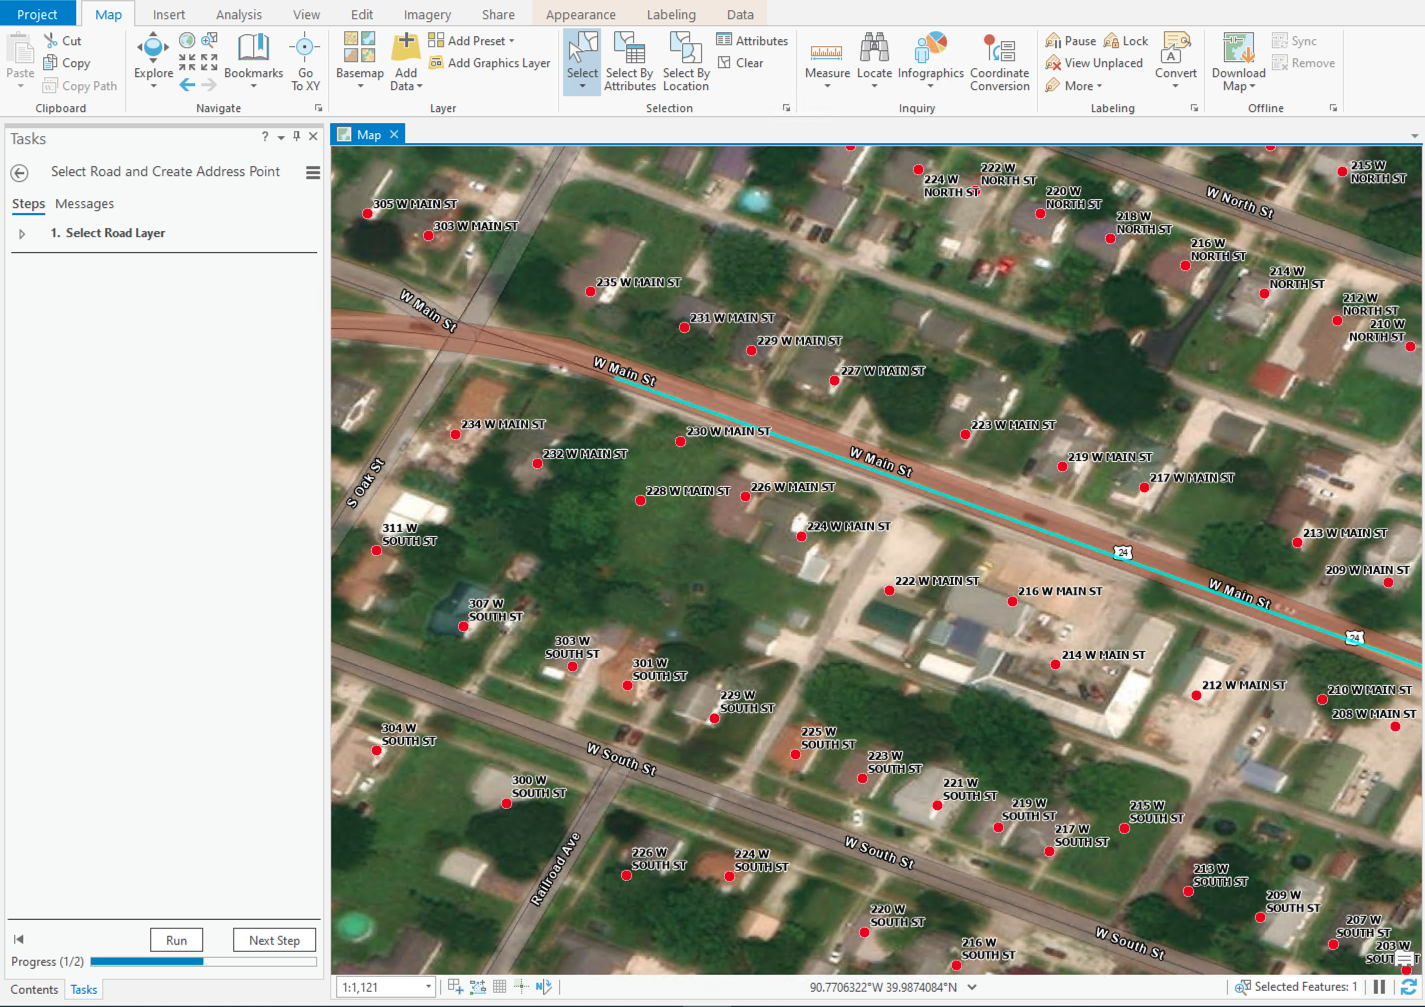 Project Map Insert Analysis View Edit Imagery Share Appearance Labeling Data
Paste
Cut
Copy
Copy Path
Clipboard
Explore
Bookmarks
Go
To XY
Navigate
Basemap
Add
Data
Add Preset
Add Graphics Layer
Layer
Select
Select By
Attributes
Select By
Location
Attributes
Clear
Selection
Measure
Locate
Infographics
Coordinate
Conversion
Inquiry
Pause
Lock
View Unplaced
More
Convert
A
Labeling
Download
Map
Sync
Remove
Offline
Tasks
?
Select Road and Create Address Point
Steps Messages
1. Select Road Layer
Run
Next Step
Progress (1/2)
Contents Tasks
Map
305 W MAIN ST
303 W MAIN ST
224 W
NORTH ST
222 W
NORTH ST
220 W
NORTH ST
218 W
NORTH ST
216 W
NORTH ST
214 W
NORTH ST
212 W
NORTH ST
210 W
NORTH ST
215 W
NORTH ST
W North St
235 W MAIN ST
231 W MAIN ST
229 W MAIN ST
227 W MAIN ST
223 W MAIN ST
219 W MAIN ST
217 W MAIN ST
213 W MAIN ST
209 W MAIN ST
W Main St
W Main St
W Main St
W Main St
24
24
S Oak St
234 W MAIN ST
232 W MAIN ST
230 W MAIN ST
228 W MAIN ST
226 W MAIN ST
224 W MAIN ST
222 W MAIN ST
216 W MAIN ST
214 W MAIN ST
212 W MAIN ST
210 W MAIN ST
208 W MAIN ST
311 W
SOUTH ST
307 W
SOUTH ST
303 W
SOUTH ST
301 W
SOUTH ST
229 W
SOUTH ST
225 W
SOUTH ST
223 W
SOUTH ST
221 W
SOUTH ST
219 W
SOUTH ST
217 W
SOUTH ST
215 W
SOUTH ST
213 W
SOUTH ST
209 W
SOUTH ST
207 W
SOUTH ST
203 W
304 W
SOUTH ST
300 W
SOUTH ST
226 W
SOUTH ST
224 W
SOUTH ST
220 W
SOUTH ST
216 W
SOUTH ST
W South St
W South St
W South St
Railroad Ave
1:1,121
90.7706322°W 39.9874084°N
Selected Features: 1